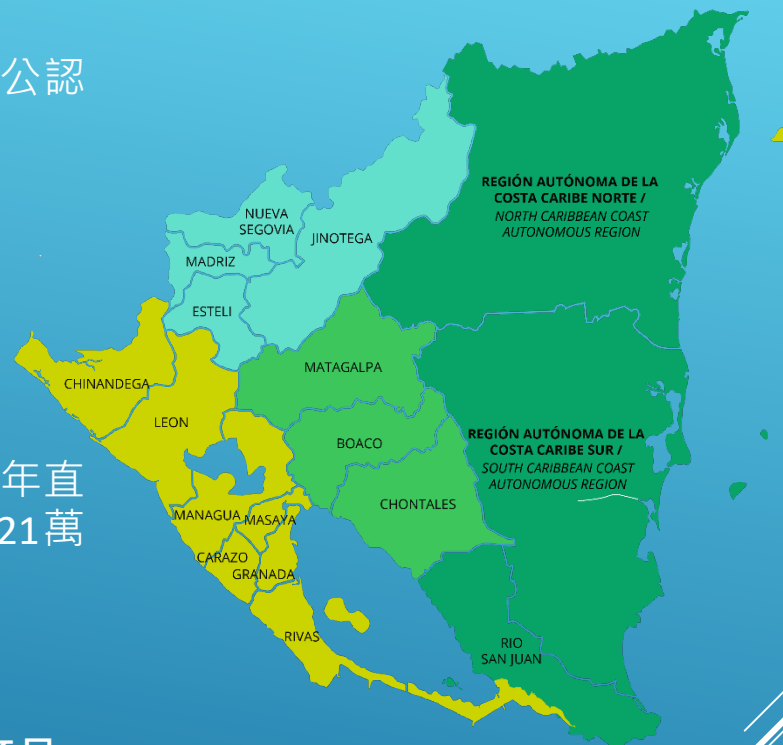 公認
REGIÓN AUTÓNOMA DE LA
COSTA CARIBE NORTE /
NORTH CARIBBEAN COAST
AUTONOMOUS REGION
NUEVA
SEGOVIA
JINOTEGA
MADRIZ
ESTELI
MATAGALPA
CHINANDEGA
LEON
BOACO
REGIÓN AUTÓNOMA DE LA
COSTA CARIBE SUR /
SOUTH CARIBBEAN COAST
AUTONOMOUS REGION
年直
21萬
CHONTALES
MANAGUA
MASAYA
CARAZO
GRANADA
RIVAS
RIO
SAN JUAN